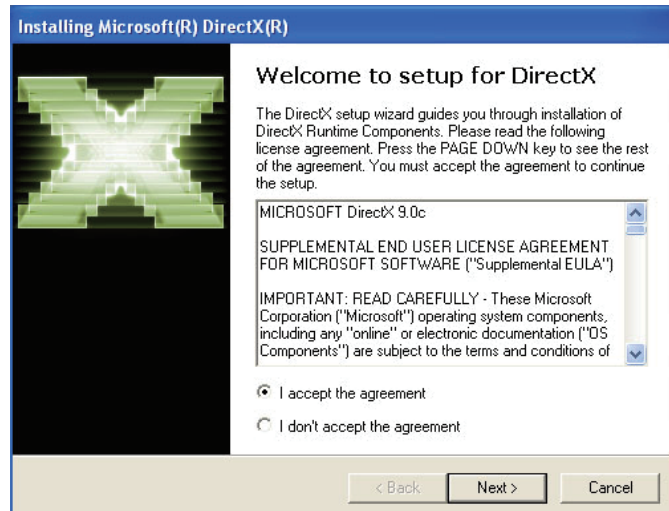 Installing Microsoft(R) DirectX(R)
Welcome to setup for DirectX
The DirectX setup wizard guides you through installation of
DirectX Runtime Components. Please read the following
license agreement. Press the PAGE DOWN key to see the rest
of the agreement. You must accept the agreement to continue
the setup.
MICROSOFT DirectX 9.0c
SUPPLEMENTAL END USER LICENSE AGREEMENT
FOR MICROSOFT SOFTWARE ("Supplemental EULA")
IMPORTANT: READ CAREFULLY - These Microsoft
Corporation ("Microsoft") operating system components,
including any "online" or electronic documentation ("OS
Components") are subject to the terms and conditions of
I accept the agreement
I don't accept the agreement
< Back Next > Cancel